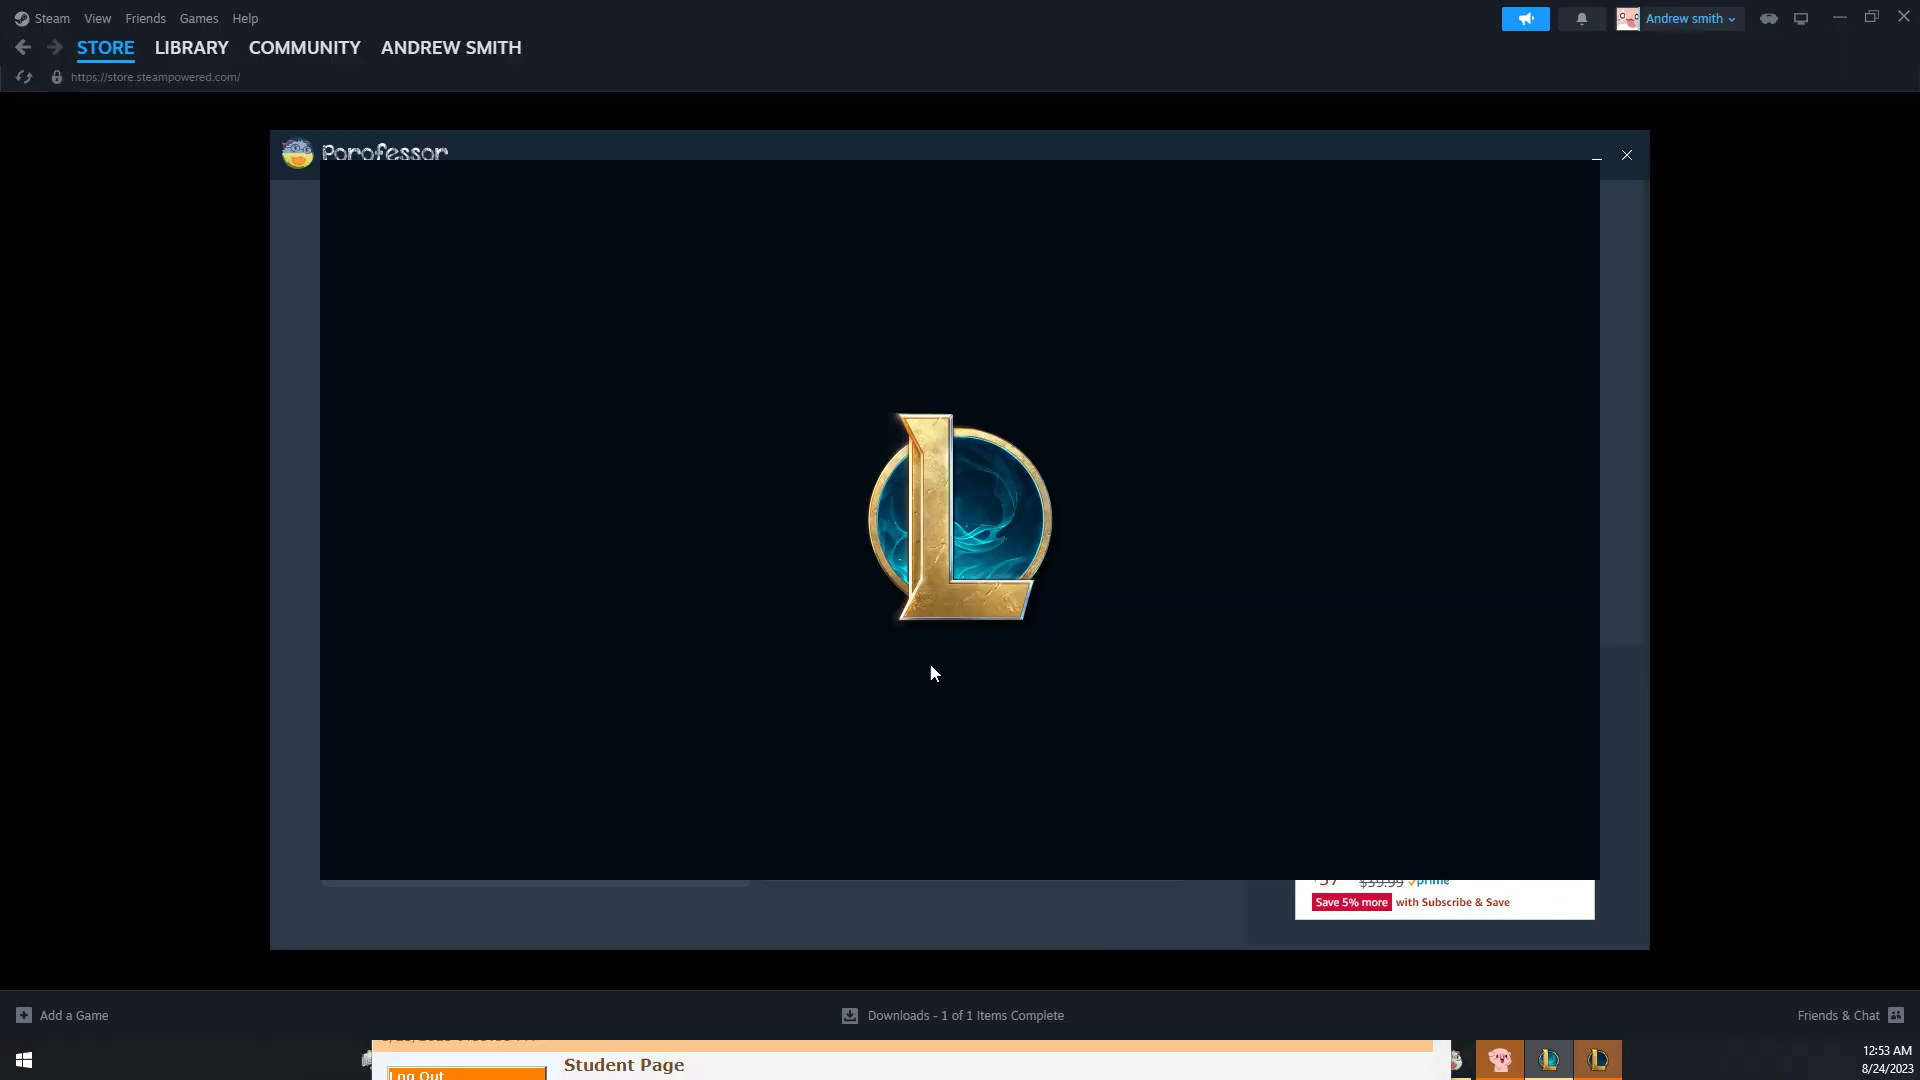 Steam View Friends Games Help
Andrew smith
STORE LIBRARY COMMUNITY ANDREW SMITH
https://store.steampowered.com/
Porofessor
$39.99 prime
Save 5% more with Subscribe & Save
Add a Game
Downloads - 1 of 1 Items Complete
Friends & Chat
Student Page
Log Out
12:53 AM
8/24/2023